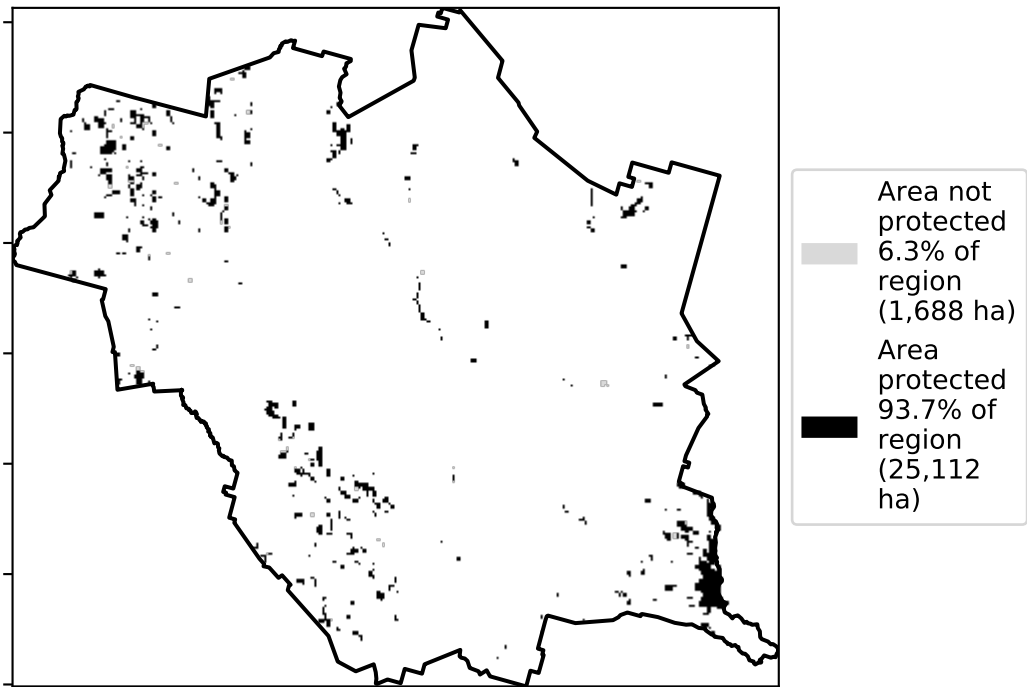 Area not
protected
6.3% of
region
(1,688 ha)
Area
protected
93.7% of
region
(25,112
ha)